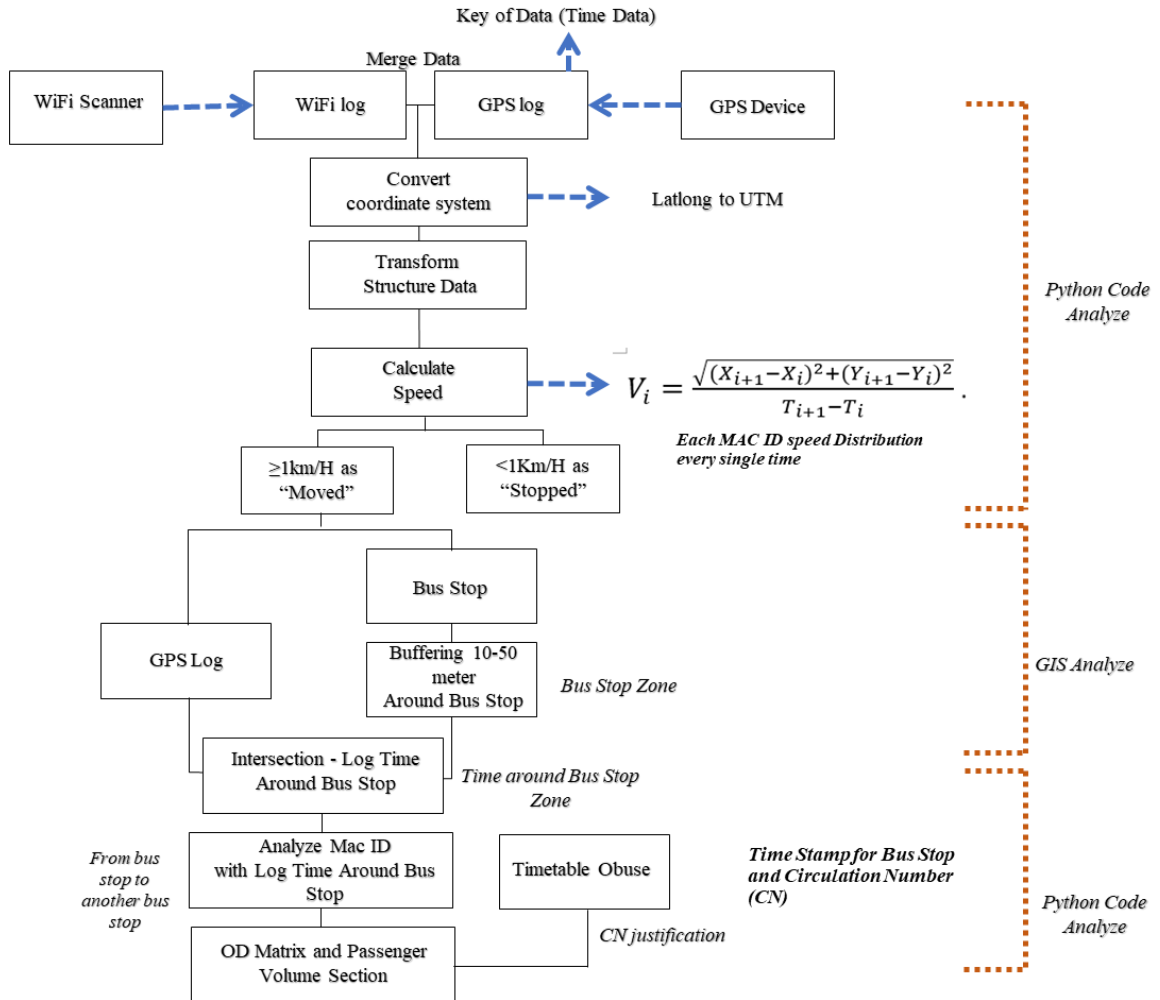 Key of Data (Time Data)
Merge Data
WiFi Scanner
WiFi log
GPS log
GPS Device
Convert
coordinate system
Latlong to UTM
Transform
Structure Data
Python Code
Analyze
Calculate
Speed
V_i = √((X_{i+1}−X_i)^2+(Y_{i+1}−Y_i)^2) / (T_{i+1}−T_i) .
Each MAC ID speed Distribution
every single time
≥1km/H as
“Moved”
<1Km/H as
“Stopped”
Bus Stop
GPS Log
Buffering 10-50
meter
Around Bus Stop
Bus Stop Zone
GIS Analyze
Intersection - Log Time
Around Bus Stop
Time around Bus Stop
Zone
From bus
stop to
another bus
stop
Analyze Mac ID
with Log Time Around Bus
Stop
Timetable Obuse
Time Stamp for Bus Stop
and Circulation Number
(CN)
Python Code
Analyze
CN justification
OD Matrix and Passenger
Volume Section